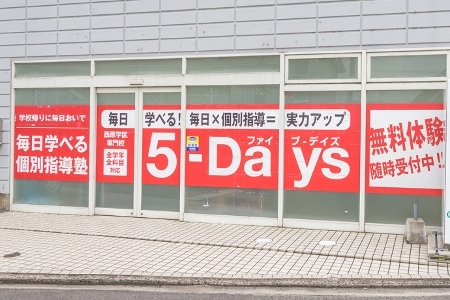 学校帰りに毎日おいで
毎日学べる
個別指導塾
毎日学べる!毎日×個別指導=実力アップ
西原学区
専門校
全学年
全科目
対応
ファイブ-デイズ
5-Days
無料体験
随時受付中!!